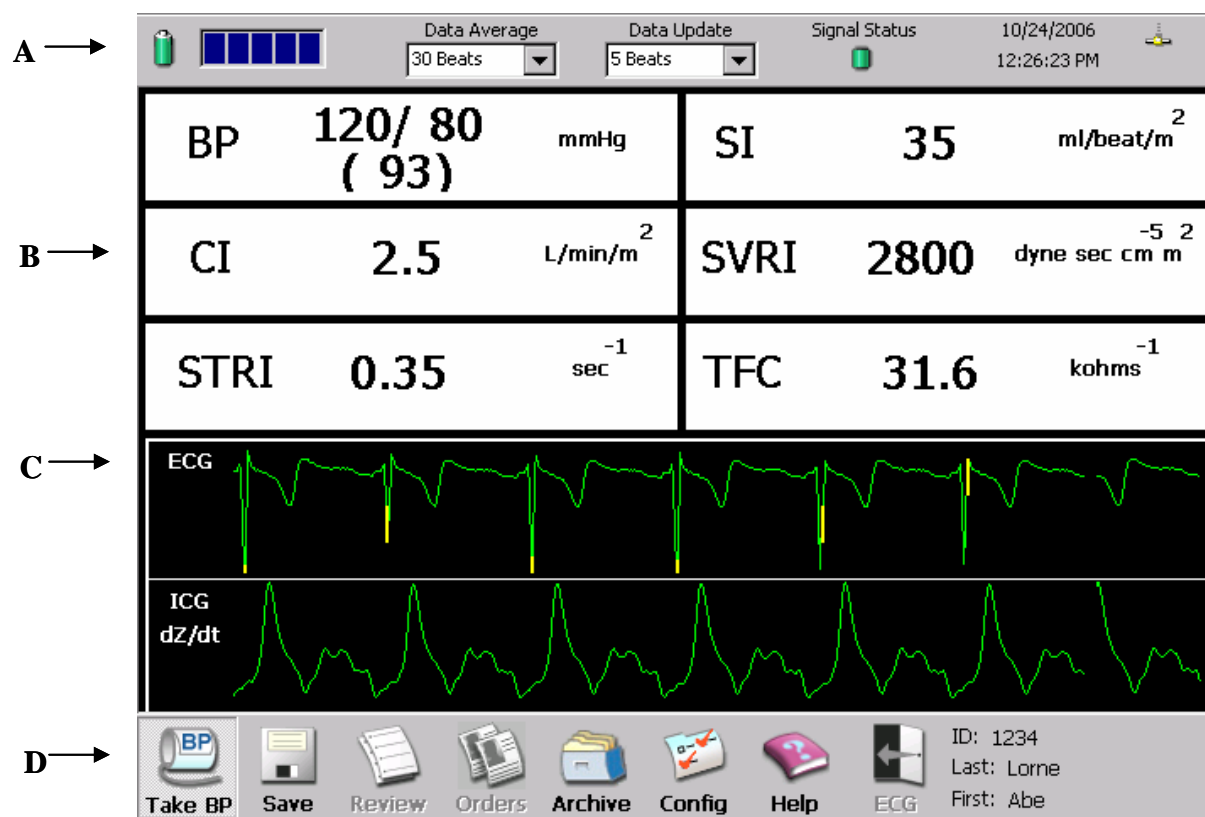 A
Data Average
Data Update
Signal Status
10/24/2006
30 Beats
5 Beats
12:26:23 PM
BP 120/ 80 mmHg
( 93)
SI 35 ml/beat/m²
B
CI 2.5 L/min/m²
SVRI 2800 dyne sec cm⁻⁵ m²
STRI 0.35 sec⁻¹
TFC 31.6 kohms⁻¹
C
ECG
ICG
dZ/dt
D
BP
Take BP
Save
Review
Orders
Archive
Config
Help
ECG
ID: 1234
Last: Lorne
First: Abe